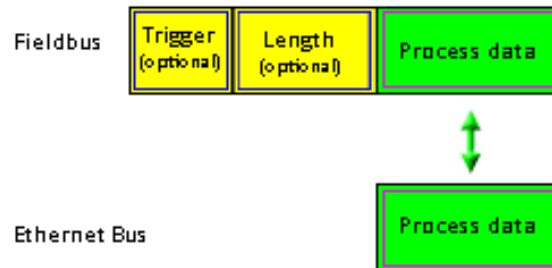 Fieldbus
Trigger
(optional)
Length
(optional)
Process data
Ethernet Bus
Process data